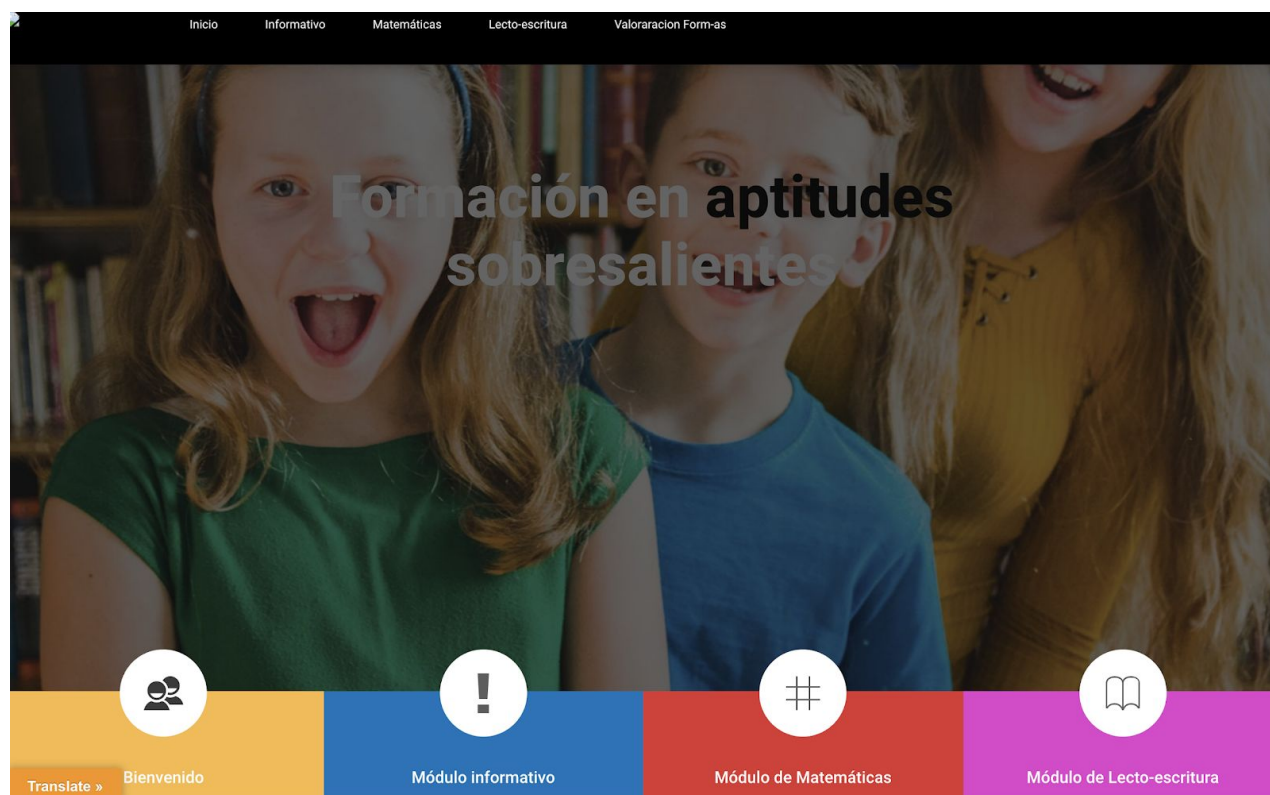 Inicio Informativo Matemáticas Lecto-escritura Valoraracion Form-as
Formación en aptitudes
sobresalientes
Bienvenido Módulo informativo Módulo de Matemáticas Módulo de Lecto-escritura
Translate »